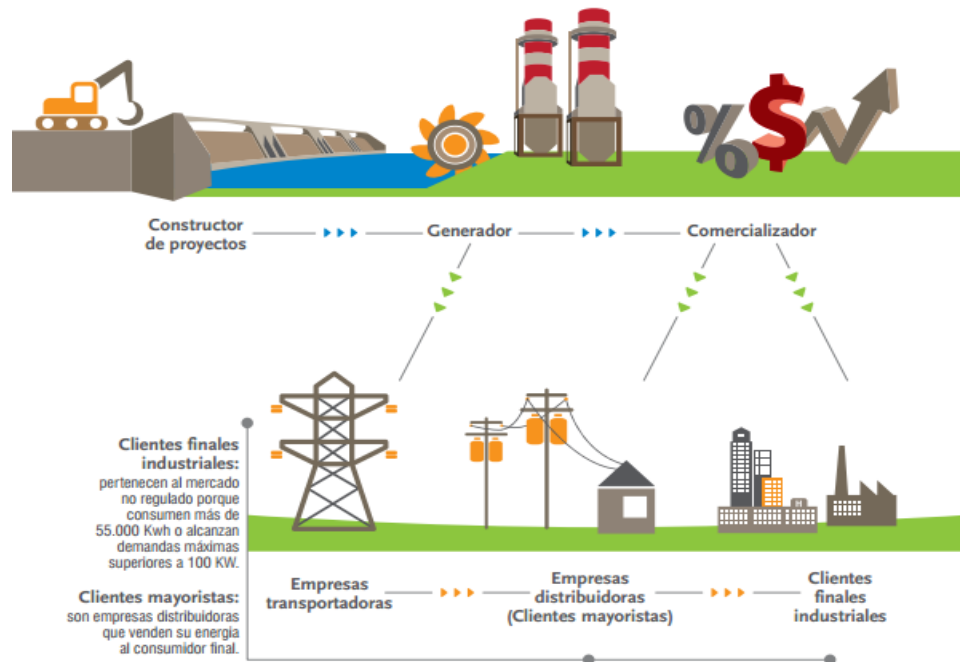 Constructor
de proyectos
Generador
Comercializador
Clientes finales
industriales:
pertenecen al mercado
no regulado porque
consumen más de
55.000 Kwh o alcanzan
demandas máximas
superiores a 100 KW.
Clientes mayoristas:
son empresas distribuidoras
que venden su energia
al consumidor final.
Empresas
transportadoras
Empresas
distribuidoras
(Clientes mayoristas)
Clientes
finales
industriales
% $
H